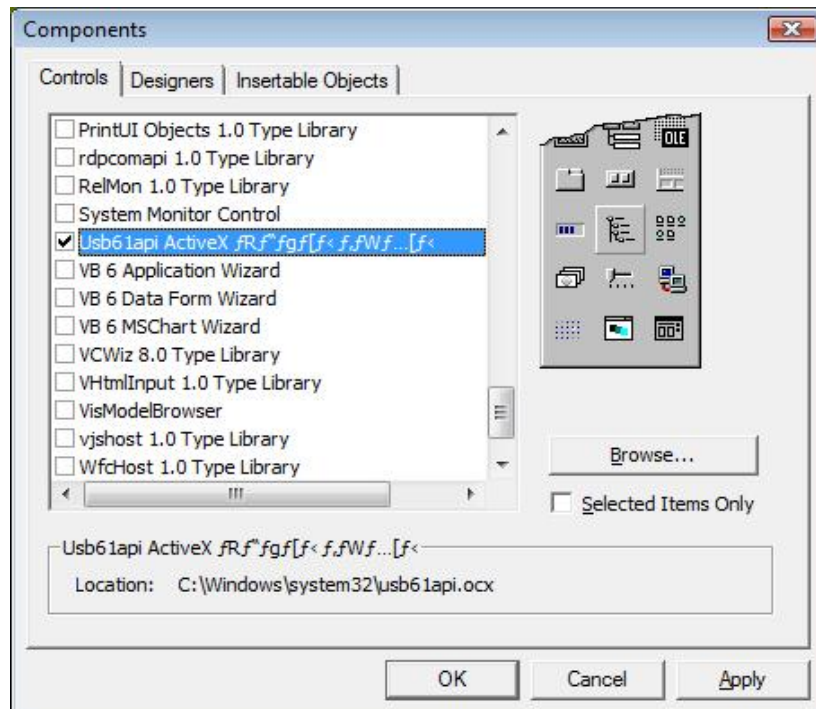 Components
Controls
Designers
Insertable Objects
PrintUI Objects 1.0 Type Library
rdpcomapi 1.0 Type Library
RelMon 1.0 Type Library
System Monitor Control
Usb61api ActiveX ƒRƒ“ƒgƒ[ƒ‹ ƒ‚ƒWƒ…[ƒ‹
VB 6 Application Wizard
VB 6 Data Form Wizard
VB 6 MSChart Wizard
VCWiz 8.0 Type Library
VHtmlInput 1.0 Type Library
VisModelBrowser
vjshost 1.0 Type Library
WfcHost 1.0 Type Library
OLE
Browse...
Selected Items Only
Usb61api ActiveX ƒRƒ“ƒgƒ[ƒ‹ ƒ‚ƒWƒ…[ƒ‹
Location: C:\Windows\system32\usb61api.ocx
OK
Cancel
Apply